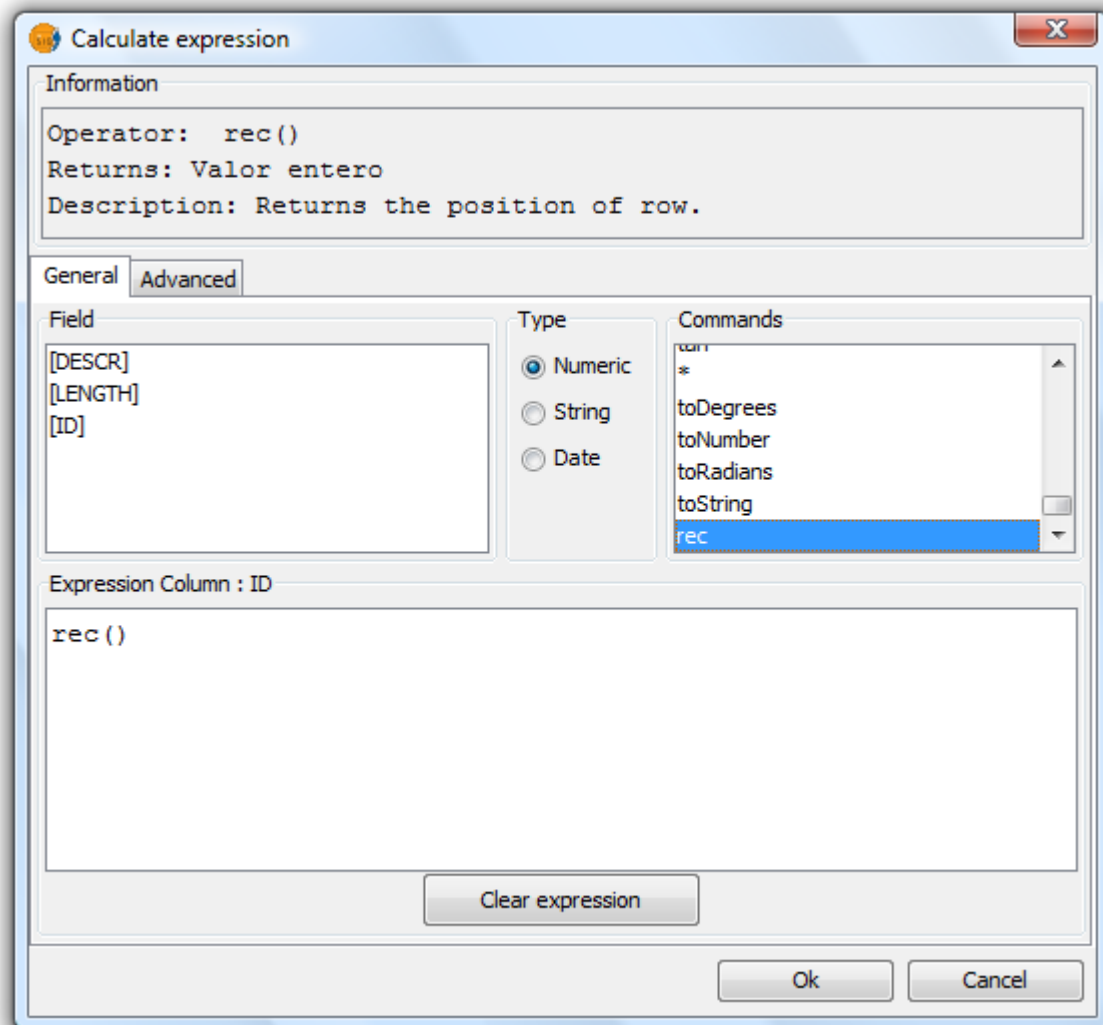 Calculate expression
Information
Operator:  rec()
Returns: Valor entero
Description: Returns the position of row.
General
Advanced
Field
[DESCR]
[LENGTH]
[ID]
Type
Numeric
String
Date
Commands
*
toDegrees
toNumber
toRadians
toString
rec
Expression Column : ID
rec()
Clear expression
Ok
Cancel